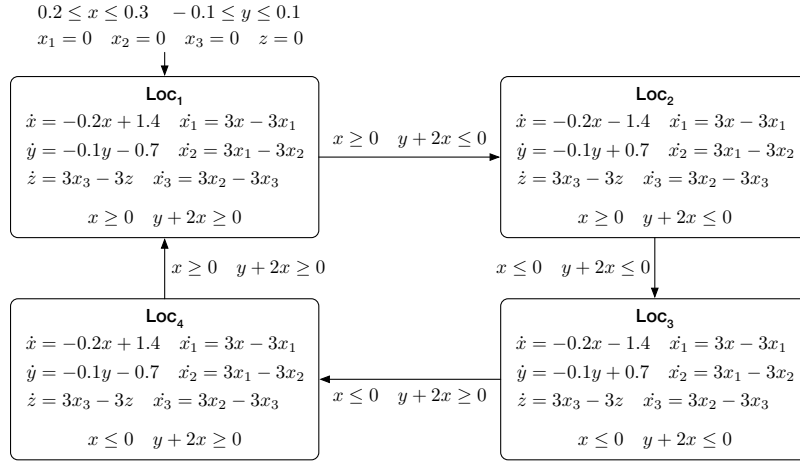 0.2 ≤ x ≤ 0.3 −0.1 ≤ y ≤ 0.1
x₁ = 0 x₂ = 0 x₃ = 0 z = 0
Loc₁
ẋ = −0.2x + 1.4 ẋ₁ = 3x − 3x₁
ẏ = −0.1y − 0.7 ẋ₂ = 3x₁ − 3x₂
ż = 3x₃ − 3z ẋ₃ = 3x₂ − 3x₃
x ≥ 0 y + 2x ≥ 0
x ≥ 0 y + 2x ≤ 0
Loc₂
ẋ = −0.2x − 1.4 ẋ₁ = 3x − 3x₁
ẏ = −0.1y + 0.7 ẋ₂ = 3x₁ − 3x₂
ż = 3x₃ − 3z ẋ₃ = 3x₂ − 3x₃
x ≥ 0 y + 2x ≤ 0
x ≥ 0 y + 2x ≥ 0
x ≤ 0 y + 2x ≤ 0
Loc₄
ẋ = −0.2x + 1.4 ẋ₁ = 3x − 3x₁
ẏ = −0.1y − 0.7 ẋ₂ = 3x₁ − 3x₂
ż = 3x₃ − 3z ẋ₃ = 3x₂ − 3x₃
x ≤ 0 y + 2x ≥ 0
x ≤ 0 y + 2x ≥ 0
Loc₃
ẋ = −0.2x − 1.4 ẋ₁ = 3x − 3x₁
ẏ = −0.1y + 0.7 ẋ₂ = 3x₁ − 3x₂
ż = 3x₃ − 3z ẋ₃ = 3x₂ − 3x₃
x ≤ 0 y + 2x ≤ 0